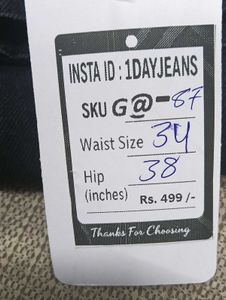 INSTA ID : 1DAYJEANS
SKU G@-87
Waist Size 34
Hip 38
(inches) Rs. 499 /-
Thanks For Choosing